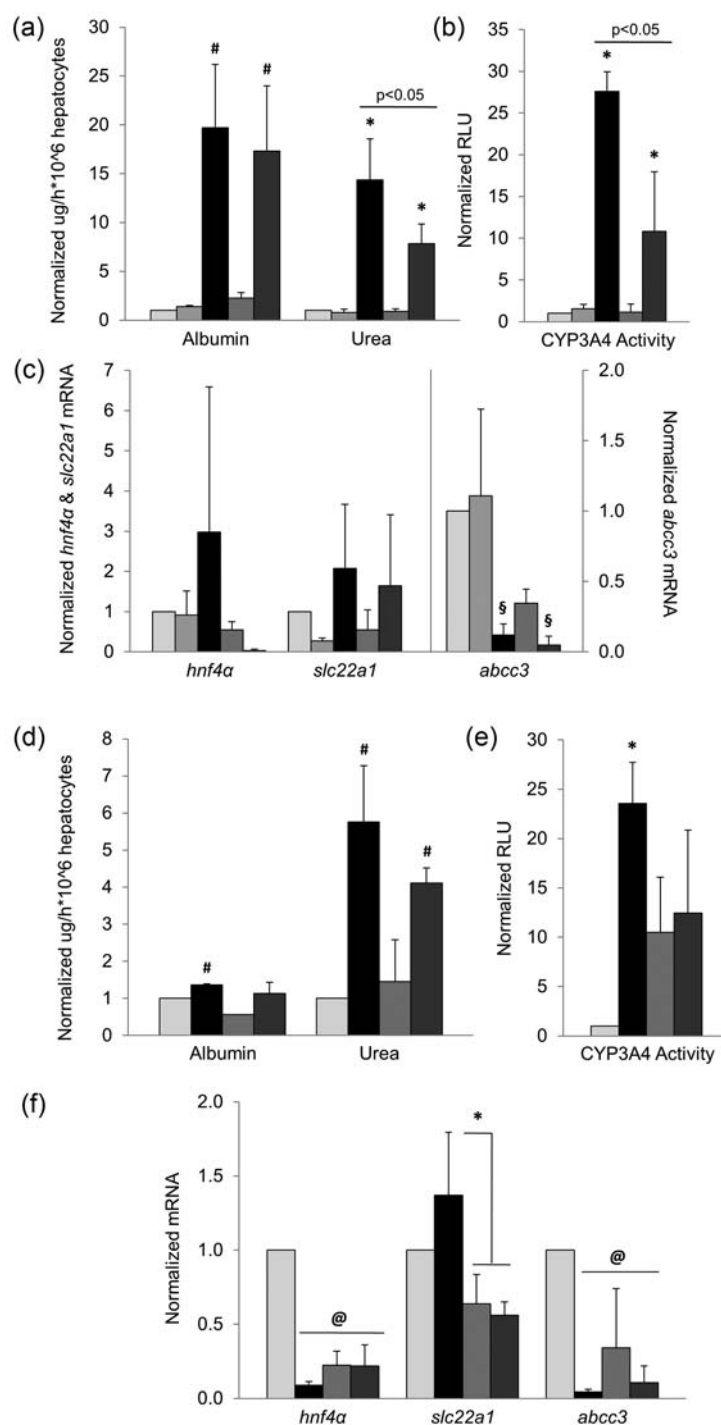 (a)
Normalized ug/h*10^6 hepatocytes
30
25
20
15
10
5
0
#
#
p<0.05
*
*
Albumin
Urea
(b)
Normalized RLU
35
30
25
20
15
10
5
0
p<0.05
*
*
CYP3A4 Activity
(c)
Normalized hnf4α & slc22a1 mRNA
7
6
5
4
3
2
1
0
hnf4α
slc22a1
abcc3
§
§
2.0
1.5
1.0
0.5
0.0
Normalized abcc3 mRNA
(d)
Normalized ug/h*10^6 hepatocytes
8
7
6
5
4
3
2
1
0
#
#
#
Albumin
Urea
(e)
Normalized RLU
30
25
20
15
10
5
0
*
CYP3A4 Activity
(f)
Normalized mRNA
2.0
1.5
1.0
0.5
0.0
@
*
@
hnf4α
slc22a1
abcc3